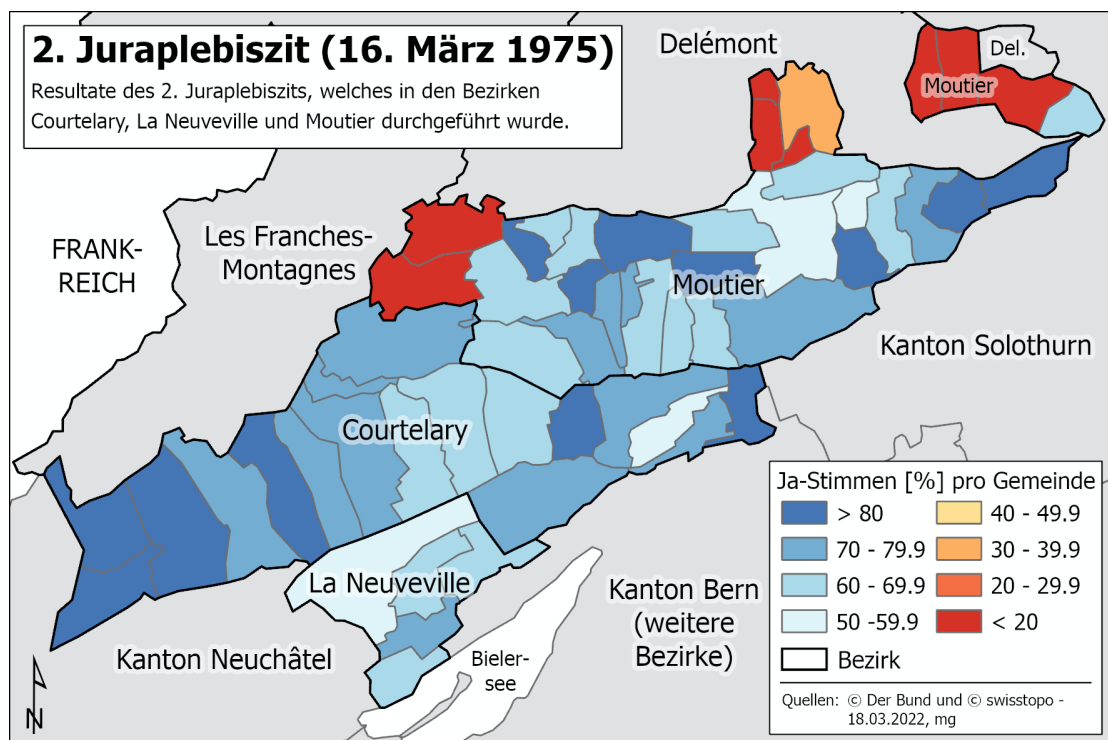 2. Juraplebiszit (16. März 1975)
Resultate des 2. Juraplebiszits, welches in den Bezirken
Courtelary, La Neuveville und Moutier durchgeführt wurde.
Delémont
Del.
Moutier
FRANK-
REICH
Les Franches-
Montagnes
Moutier
Kanton Solothurn
Courtelary
La Neuveville
Kanton Neuchâtel
Bieler-
see
Kanton Bern
(weitere
Bezirke)
Ja-Stimmen [%] pro Gemeinde
> 80
40 - 49.9
70 - 79.9
30 - 39.9
60 - 69.9
20 - 29.9
50 -59.9
< 20
Bezirk
Quellen: © Der Bund und © swisstopo -
18.03.2022, mg
N